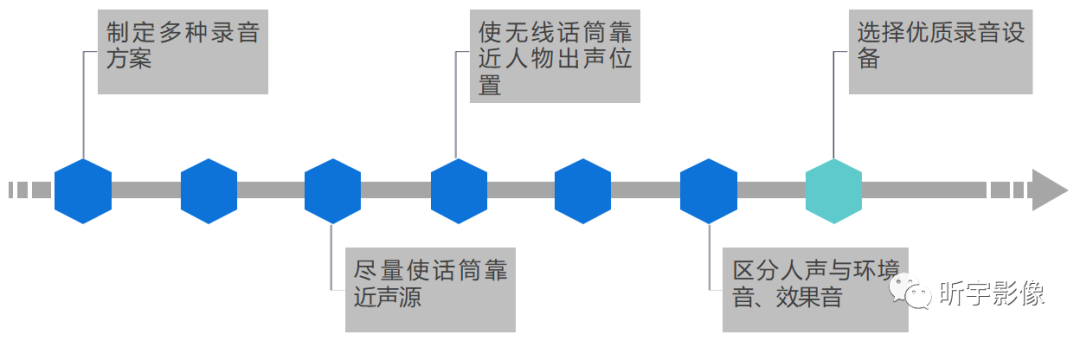 制定多种录音
方案
使无线话筒靠
近人物出声位
置
选择优质录音设
备
尽量使话筒靠
近声源
区分人声与环境
音、效果音
昕宇影像